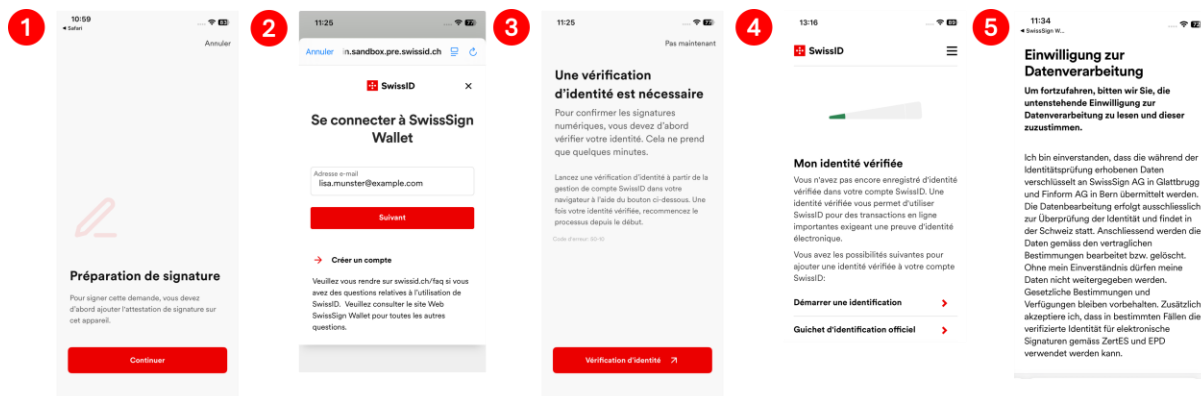 1
10:59
83
◂ Safari
Annuler
Préparation de signature
Pour signer cette demande, vous devez
d'abord ajouter l'attestation de signature sur
cet appareil.
Continuer
2
11:25
77
Annuler
in.sandbox.pre.swissid.ch
SwissID
×
Se connecter à SwissSign
Wallet
Adresse e-mail
lisa.munster@example.com
Suivant
→ Créer un compte
Veuillez vous rendre sur swissid.ch/faq si vous
avez des questions relatives à l'utilisation de
SwissID. Veuillez consulter le site Web
SwissSign Wallet pour toutes les autres
questions.
3
11:25
77
Pas maintenant
Une vérification
d'identité est nécessaire
Pour confirmer les signatures
numériques, vous devez d'abord
vérifier votre identité. Cela ne prend
que quelques minutes.
Lancez une vérification d'identité à partir de la
gestion de compte SwissID dans votre
navigateur à l'aide du bouton ci-dessous. Une
fois votre identité vérifiée, recommencez le
processus depuis le début.
Vérification d'identité
4
13:16
SwissID
Mon identité vérifiée
Vous n'avez pas encore enregistré d'identité
vérifiée dans votre compte SwissID. Une
identité vérifiée vous permet d'utiliser
SwissID pour des transactions en ligne
importantes exigeant une preuve d'identité
électronique.
Vous avez les possibilités suivantes pour
ajouter une identité vérifiée à votre compte
SwissID:
Démarrer une identification
Guichet d'identification officiel
5
11:34
◂ SwissSign W...
Einwilligung zur
Datenverarbeitung
Um fortzufahren, bitten wir Sie, die
untenstehende Einwilligung zur
Datenverarbeitung zu lesen und dieser
zuzustimmen.
Ich bin einverstanden, dass die während der
Identitätsprüfung erhobenen Daten
verschlüsselt an SwissSign AG in Glattbrugg
und Finform AG in Bern übermittelt werden.
Die Datenbearbeitung erfolgt ausschliesslich
zur Überprüfung der Identität und findet in
der Schweiz statt. Anschliessend werden die
Daten gemäss den vertraglichen
Bestimmungen bearbeitet bzw. gelöscht.
Ohne mein Einverständnis dürfen meine
Daten nicht weitergegeben werden.
Gesetzliche Bestimmungen und
Verfügungen bleiben vorbehalten. Zusätzlich
akzeptiere ich, dass in bestimmten Fällen die
verifizierte Identität für elektronische
Signaturen gemäss ZertES und EPD
verwendet werden kann.